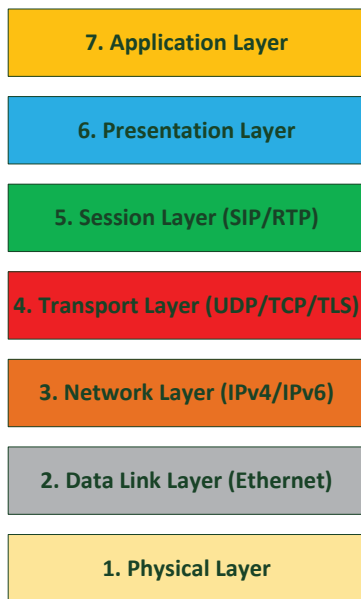 7. Application Layer
6. Presentation Layer
5. Session Layer (SIP/RTP)
4. Transport Layer (UDP/TCP/TLS)
3. Network Layer (IPv4/IPv6)
2. Data Link Layer (Ethernet)
1. Physical Layer